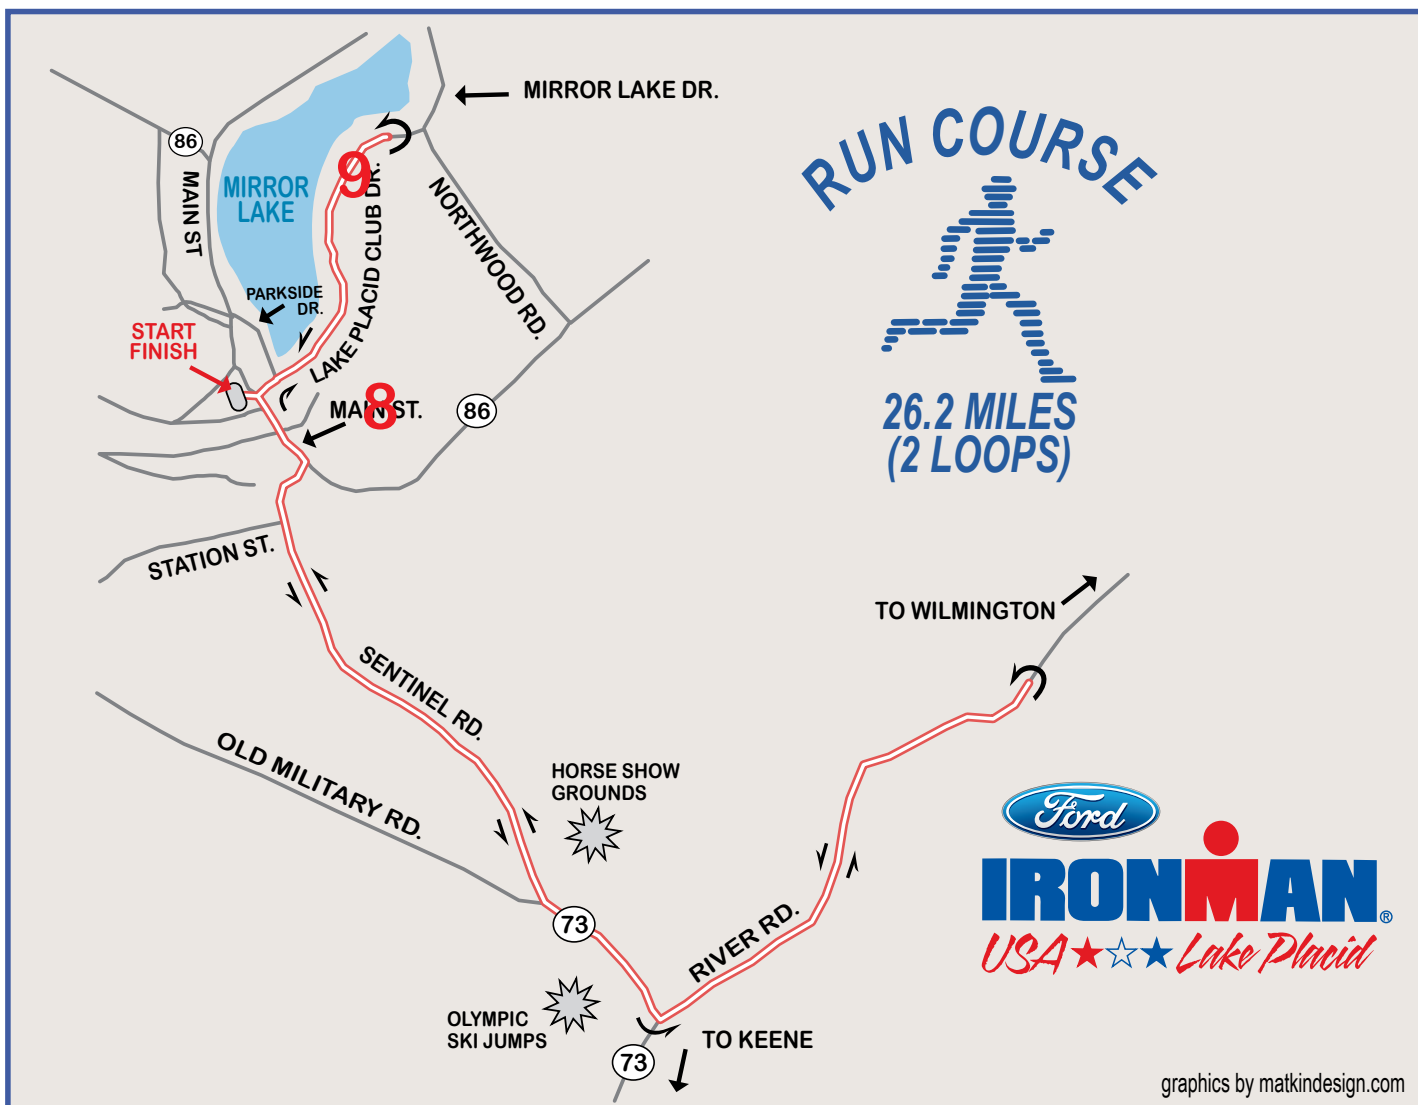 MIRROR LAKE DR.
RUN COURSE
86
MAIN ST
MIRROR
LAKE
9
LAKE PLACID CLUB DR.
NORTHWOOD RD.
PARKSIDE
DR.
START
FINISH
MAIN ST.
8
86
26.2 MILES
(2 LOOPS)
STATION ST.
TO WILMINGTON
SENTINEL RD.
OLD MILITARY RD.
HORSE SHOW
GROUNDS
Ford
IRONMAN®
USA Lake Placid
73
RIVER RD.
OLYMPIC
SKI JUMPS
TO KEENE
73
graphics by matkindesign.com